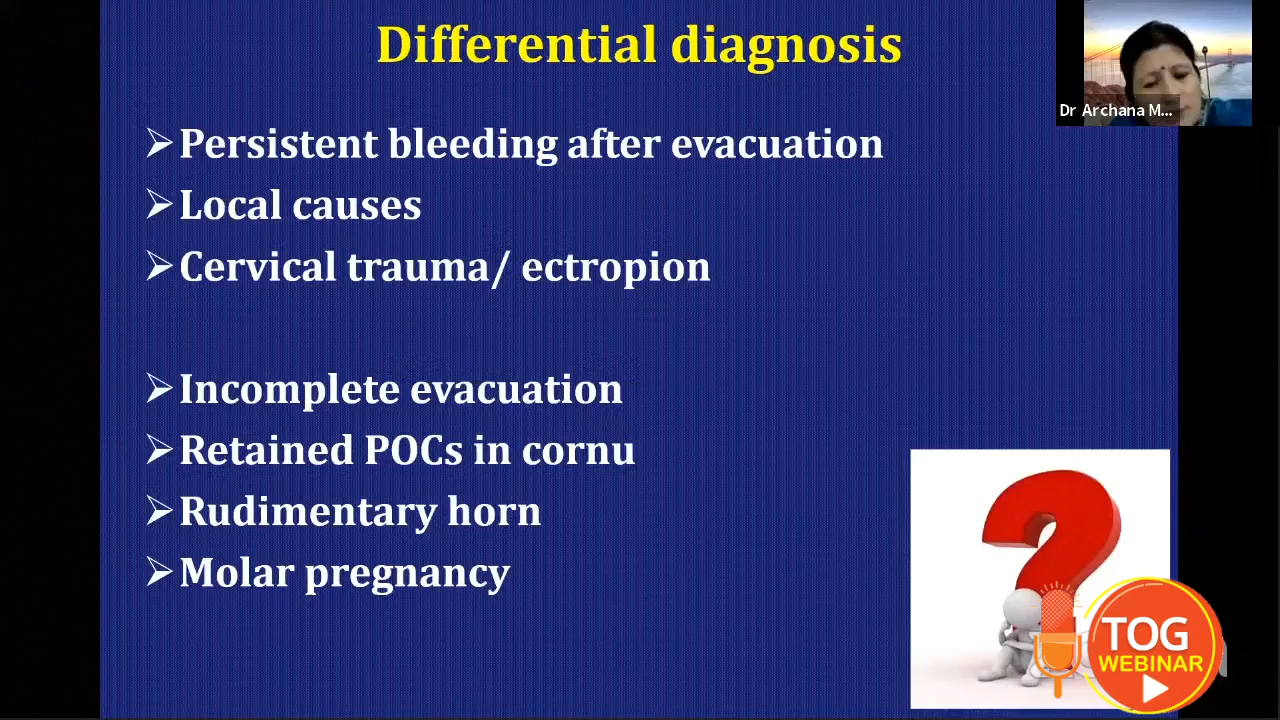 Differential diagnosis
Dr Archana M...
➢Persistent bleeding after evacuation
➢Local causes
➢Cervical trauma/ ectropion
➢Incomplete evacuation
➢Retained POCs in cornu
➢Rudimentary horn
➢Molar pregnancy
TOG
WEBINAR